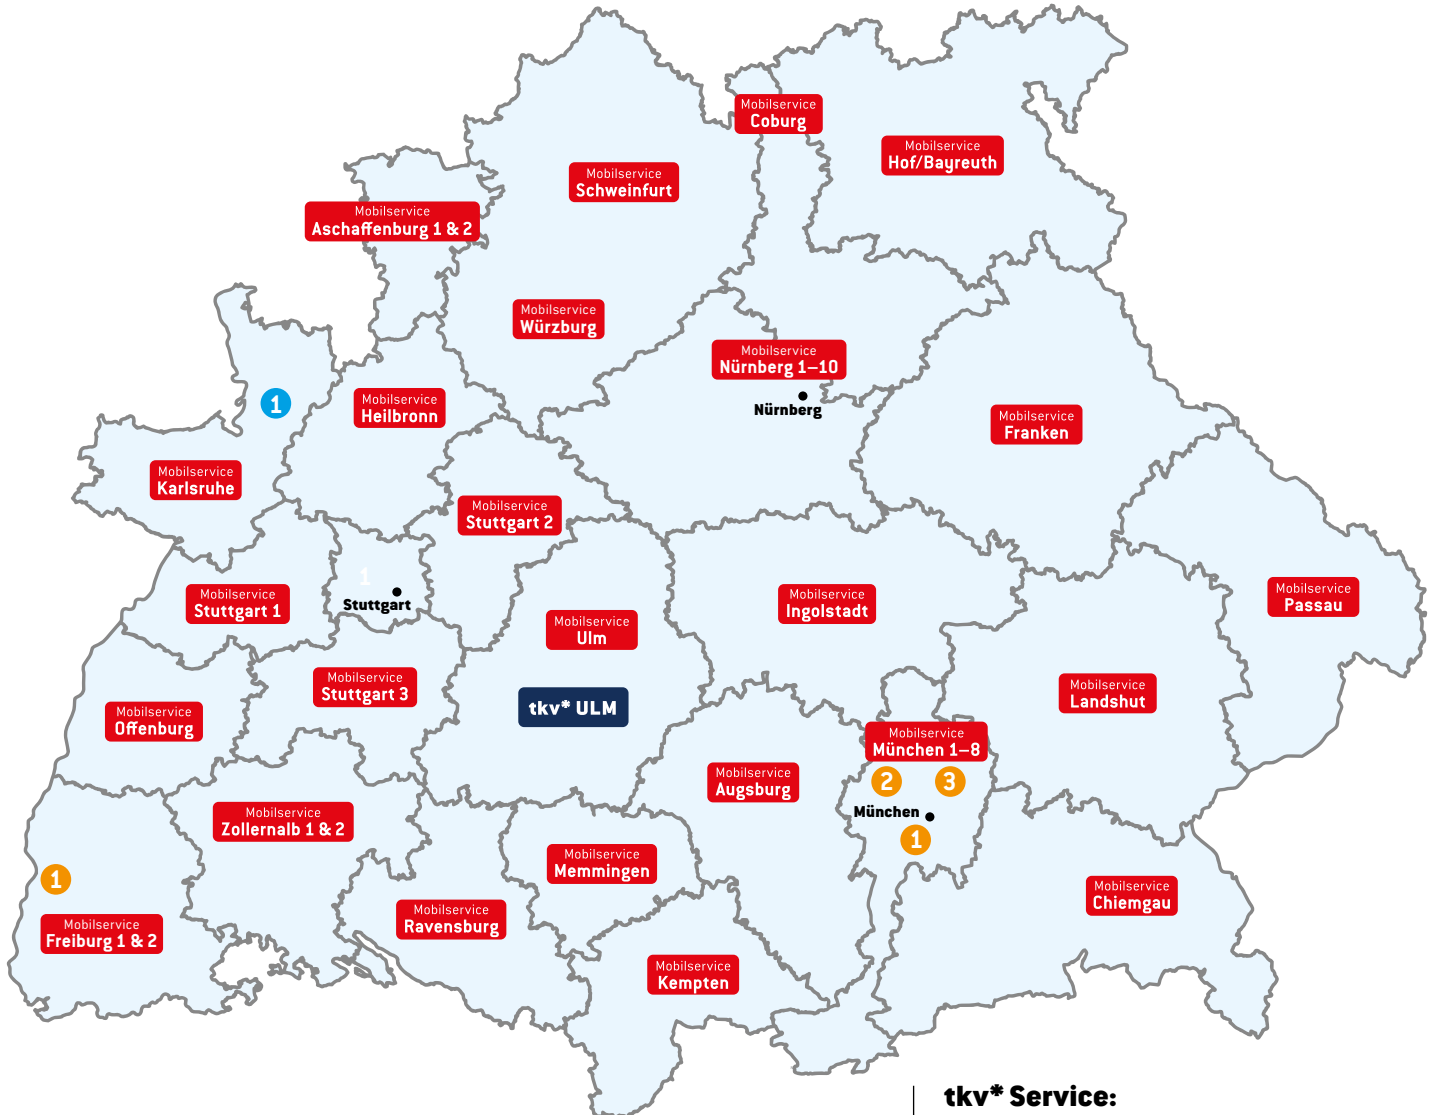 Mobilservice
Coburg
Mobilservice
Hof/Bayreuth
Mobilservice
Schweinfurt
Mobilservice
Aschaffenburg 1 & 2
Mobilservice
Würzburg
Mobilservice
Nürnberg 1–10
Nürnberg
1
Mobilservice
Heilbronn
Mobilservice
Franken
Mobilservice
Karlsruhe
Mobilservice
Stuttgart 2
1
Stuttgart
Mobilservice
Stuttgart 1
Mobilservice
Ingolstadt
Mobilservice
Passau
Mobilservice
Ulm
Mobilservice
Stuttgart 3
tkv* ULM
Mobilservice
Landshut
Mobilservice
Offenburg
Mobilservice
München 1–8
2
3
München
1
Mobilservice
Augsburg
Mobilservice
Zollernalb 1 & 2
Mobilservice
Memmingen
1
Mobilservice
Freiburg 1 & 2
Mobilservice
Ravensburg
Mobilservice
Chiemgau
Mobilservice
Kempten
tkv* Service: